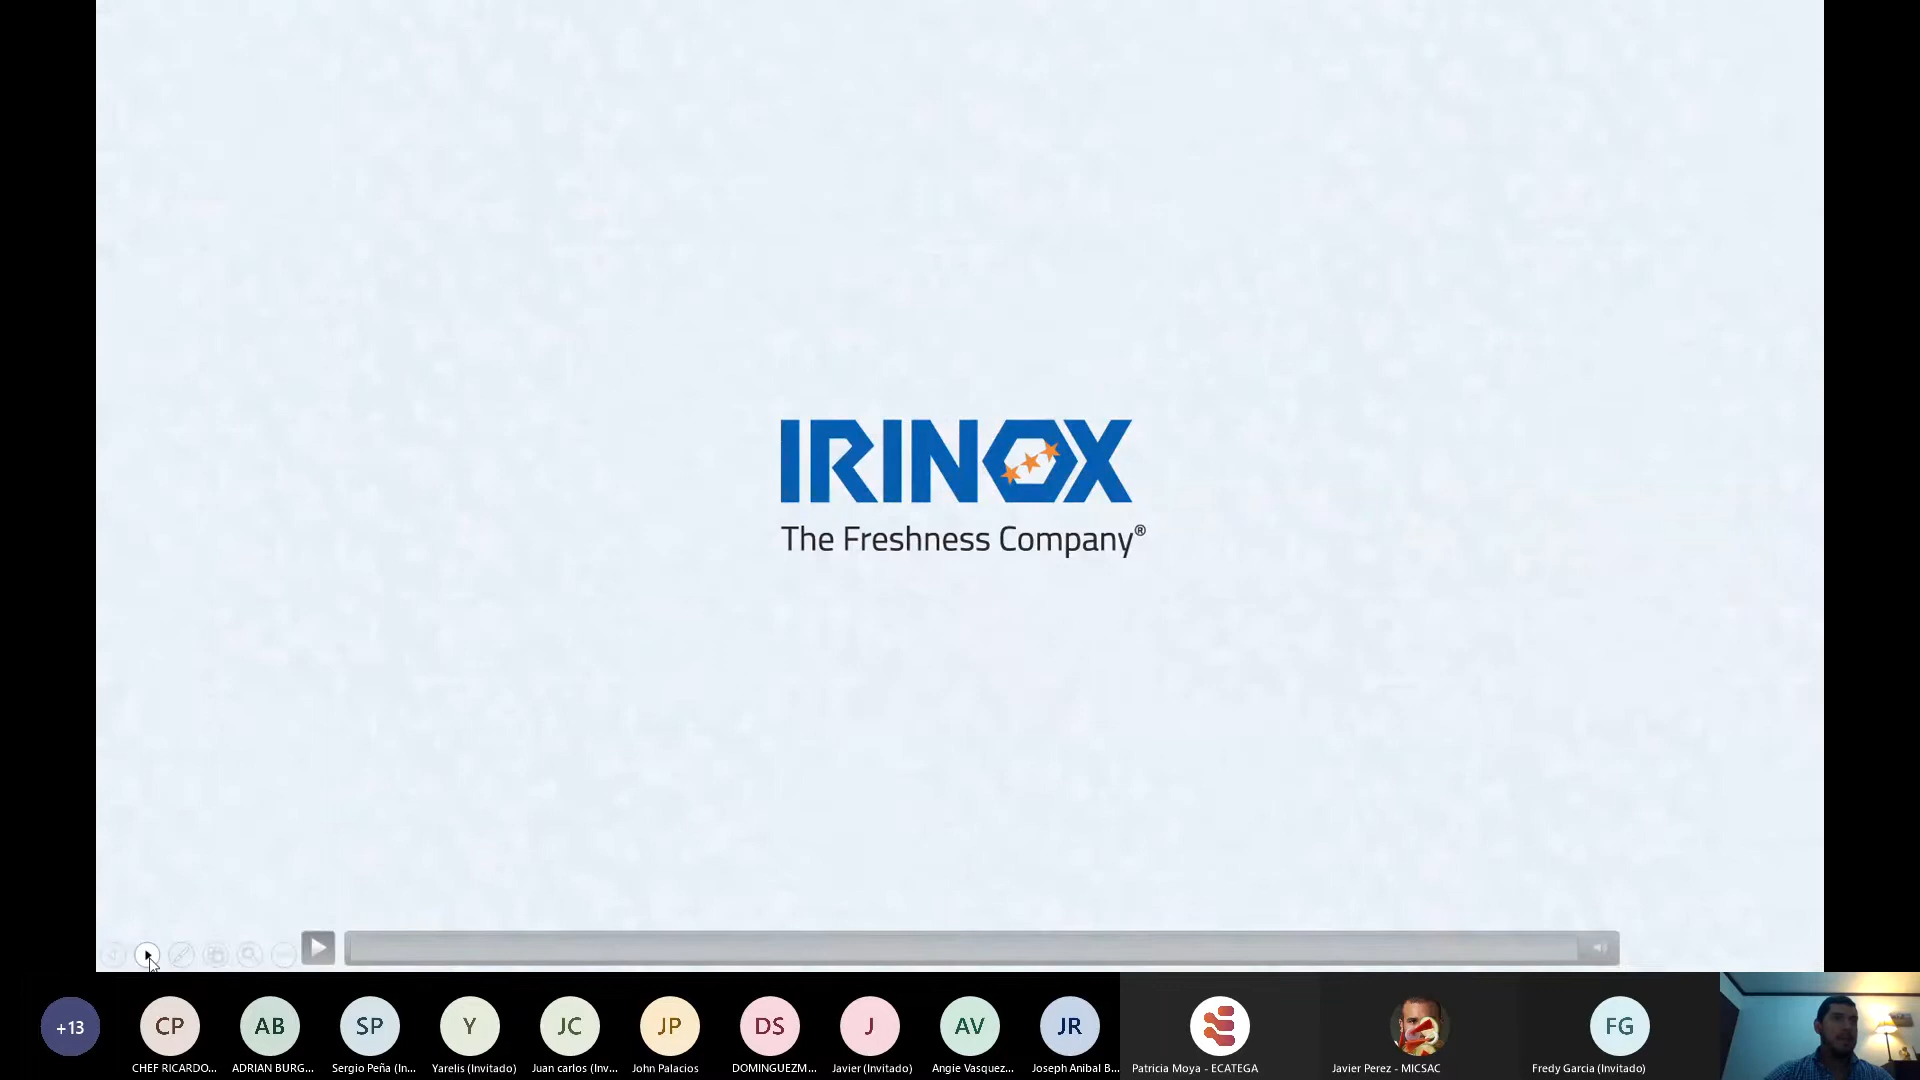 IRINOX
The Freshness Company®
+13
CP
AB
SP
Y
JC
JP
DS
J
AV
JR
FG
CHEF RICARDO...
ADRIAN BURG...
Sergio Peña (In...
Yarelis (Invitado)
Juan carlos (Inv...
John Palacios
DOMINGUEZM...
Javier (Invitado)
Angie Vasquez...
Joseph Anibal B...
Patricia Moya - ECATEGA
Javier Perez - MICSAC
Fredy Garcia (Invitado)